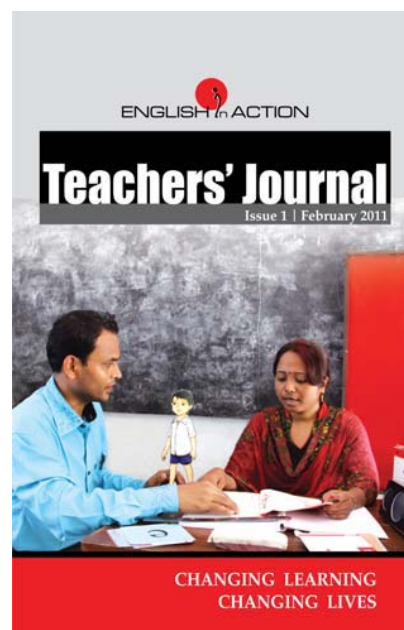 ENGLISH in ACTION
Teachers' Journal
Issue 1 | February 2011
CHANGING LEARNING
CHANGING LIVES